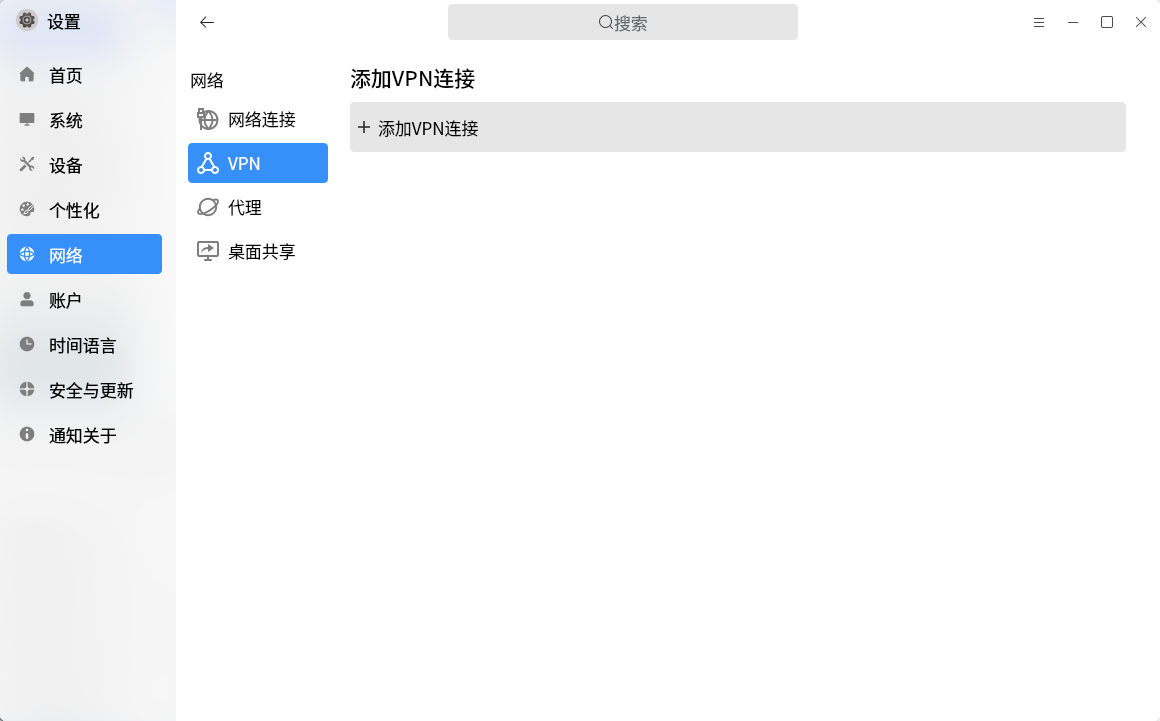 设置
搜索
首页
系统
设备
个性化
网络
账户
时间语言
安全与更新
通知关于
网络
网络连接
VPN
代理
桌面共享
添加VPN连接
添加VPN连接